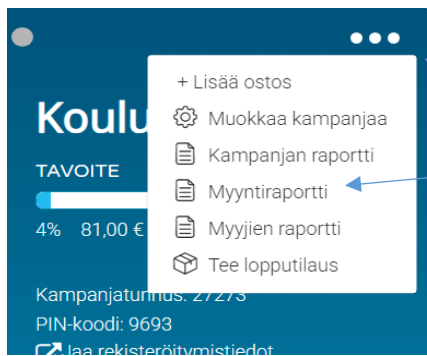 + Lisää ostos
Koulu
Muokkaa kampanjaa
TAVOITE
Kampanjan raportti
Myyntiraportti
4% 81,00 €
Myyjien raportti
Tee lopputilaus
Kampanjatunnus: 27273
PIN-koodi: 9693
Jaa rekisteröitymistiedot